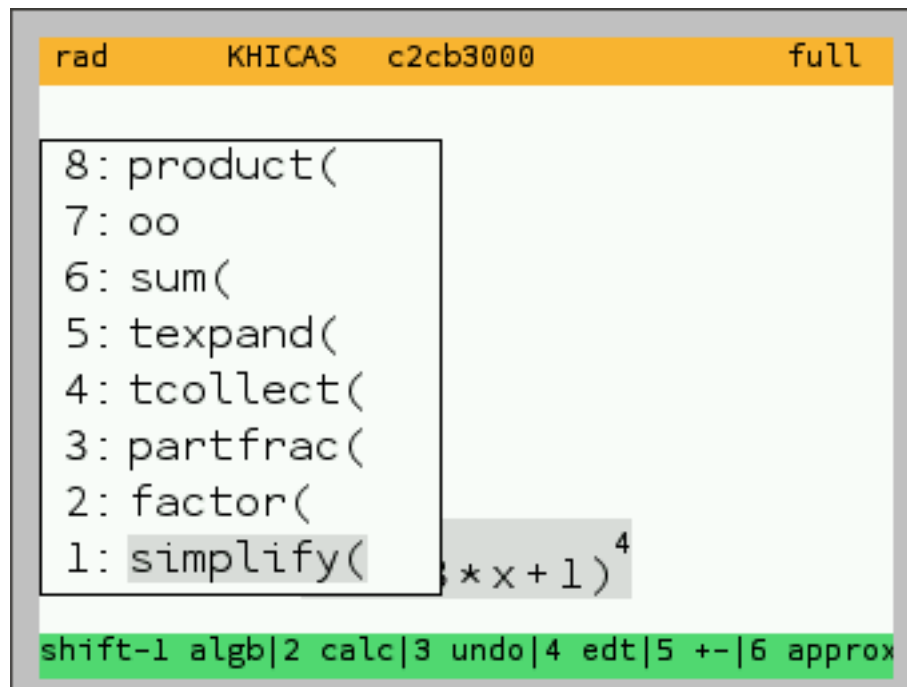 rad KHICAS c2cb3000 full
8: product(
7: oo
6: sum(
5: texpand(
4: tcollect(
3: partfrac(
2: factor(
1: simplify(
*x+1)^4
shift-1 algb|2 calc|3 undo|4 edt|5 +-|6 approx